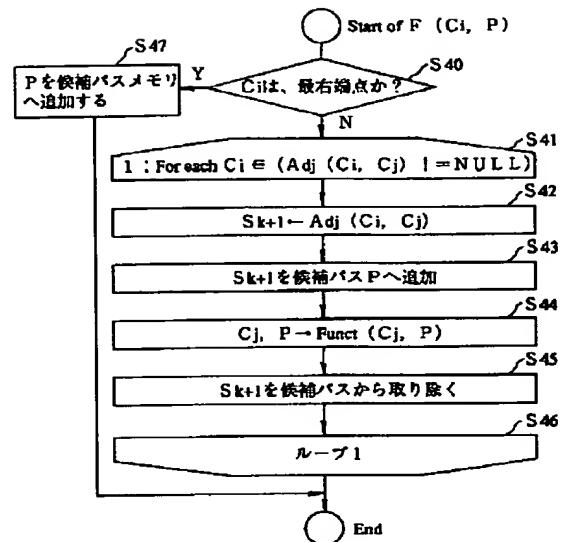 Start of F (Ci, P)
S47
S40
Pを候補パスメモリ
へ追加する
Y
Ciは、最右端点か？
N
S41
1：For each Ci ∈ (Adj (Ci, Cj) !=NULL)
S42
Sk+1←Adj (Ci, Cj)
S43
Sk+1を候補パスPへ追加
S44
Cj, P→Funct (Cj, P)
S45
Sk+1を候補パスから取り除く
S46
ループ1
End